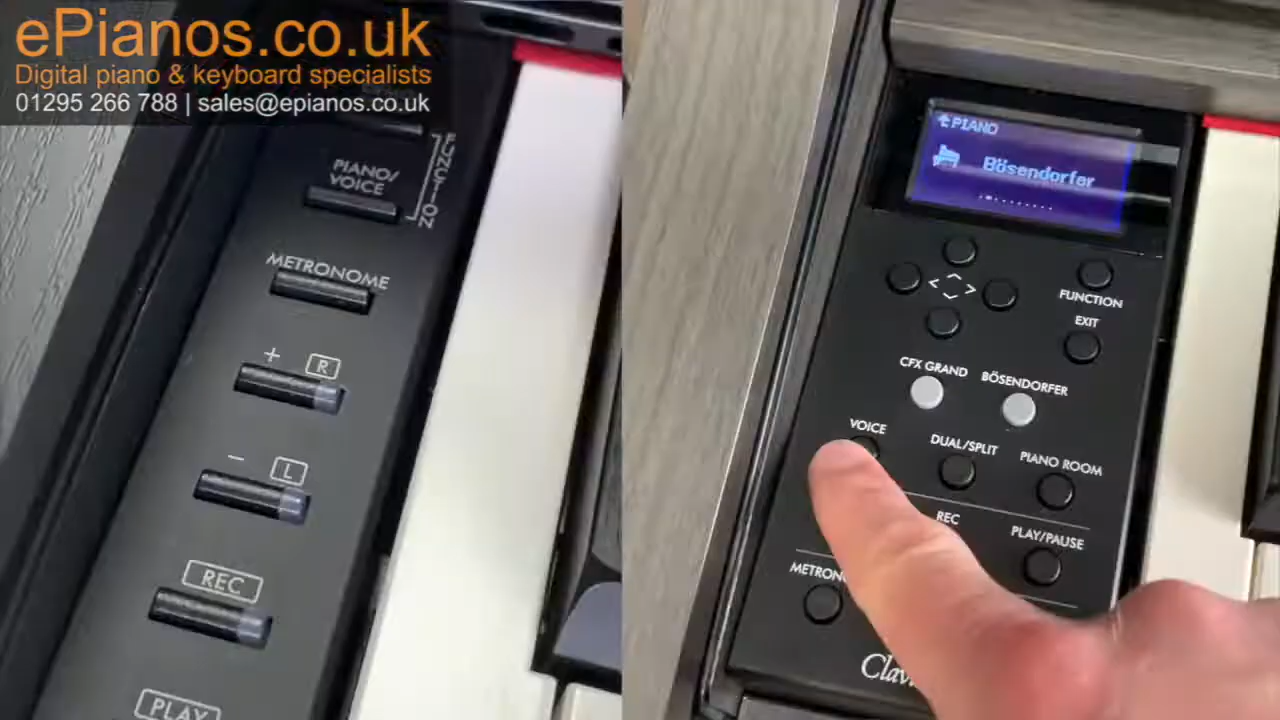 ePianos.co.uk
Digital piano & keyboard specialists
01295 266 788 | sales@epianos.co.uk
PIANO/
VOICE
FUNCTION
METRONOME
+ R
- L
REC
PLAY
PIANO
Bösendorfer
FUNCTION
EXIT
CFX GRAND
BÖSENDORFER
VOICE
DUAL/SPLIT
PIANO ROOM
REC
PLAY/PAUSE